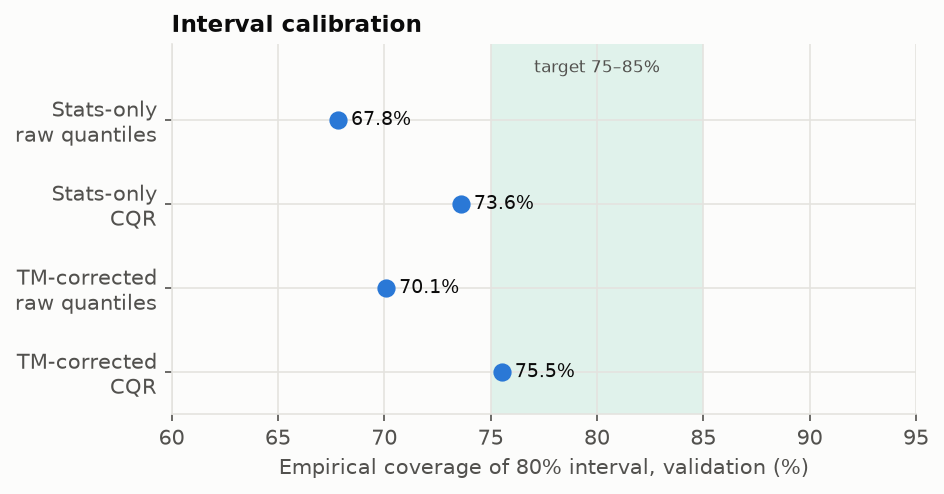 Interval calibration
target 75–85%
Stats-only
raw quantiles
67.8%
Stats-only
CQR
73.6%
TM-corrected
raw quantiles
70.1%
TM-corrected
CQR
75.5%
60 65 70 75 80 85 90 95
Empirical coverage of 80% interval, validation (%)